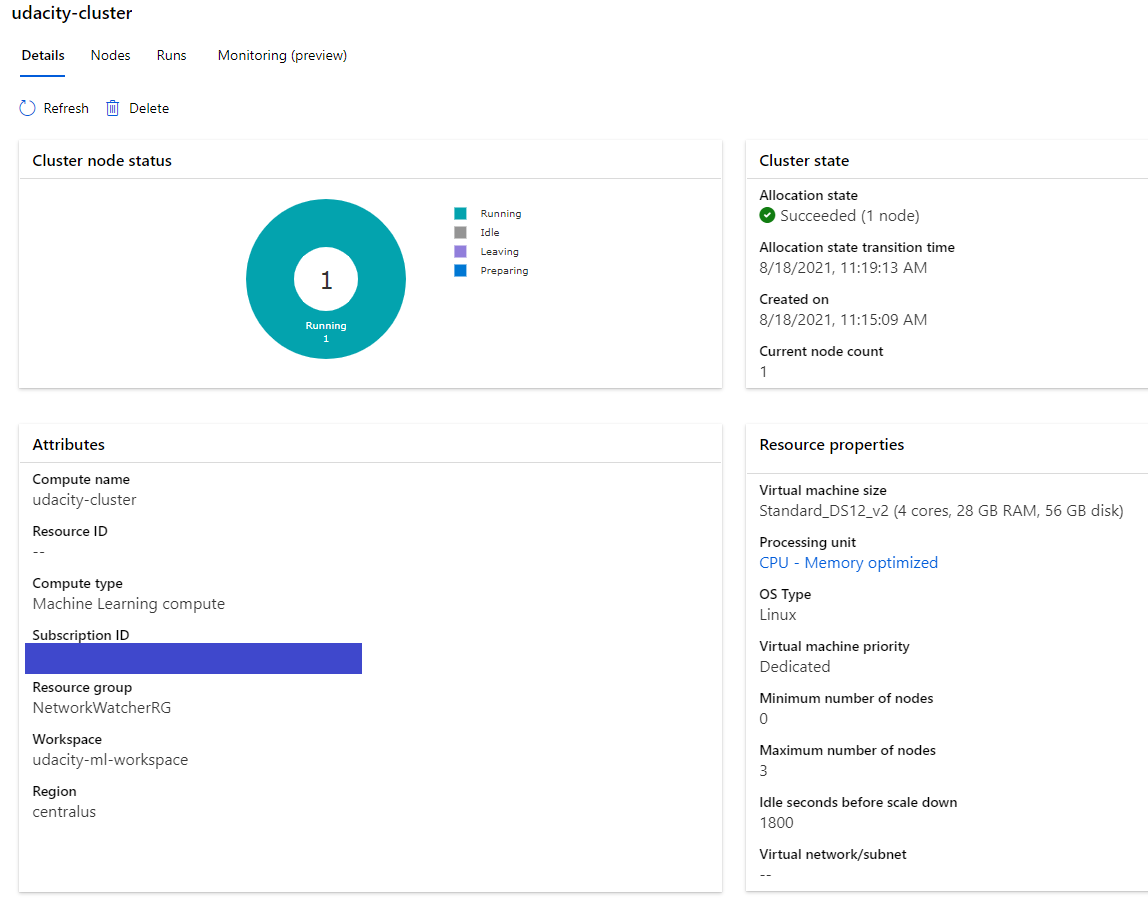 udacity-cluster
Details Nodes Runs Monitoring (preview)
Refresh Delete
Cluster node status
1
Running
1
Running
Idle
Leaving
Preparing
Cluster state
Allocation state
Succeeded (1 node)
Allocation state transition time
8/18/2021, 11:19:13 AM
Created on
8/18/2021, 11:15:09 AM
Current node count
1
Attributes
Compute name
udacity-cluster
Resource ID
--
Compute type
Machine Learning compute
Subscription ID
Resource group
NetworkWatcherRG
Workspace
udacity-ml-workspace
Region
centralus
Resource properties
Virtual machine size
Standard_DS12_v2 (4 cores, 28 GB RAM, 56 GB disk)
Processing unit
CPU - Memory optimized
OS Type
Linux
Virtual machine priority
Dedicated
Minimum number of nodes
0
Maximum number of nodes
3
Idle seconds before scale down
1800
Virtual network/subnet
--